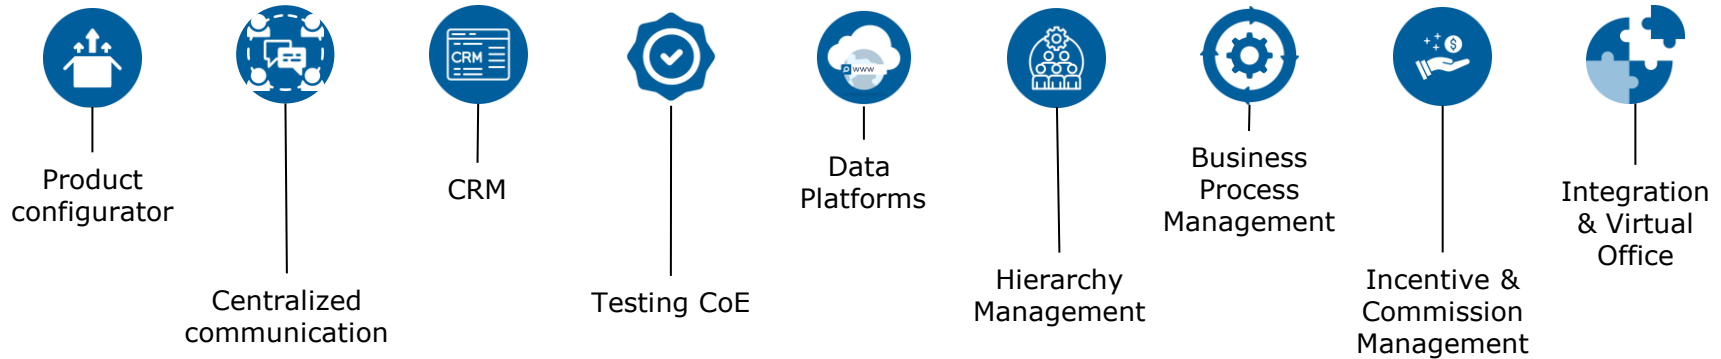 CRM
www
Product
configurator
Centralized
communication
CRM
Testing CoE
Data
Platforms
Hierarchy
Management
Business
Process
Management
Incentive &
Commission
Management
Integration
& Virtual
Office